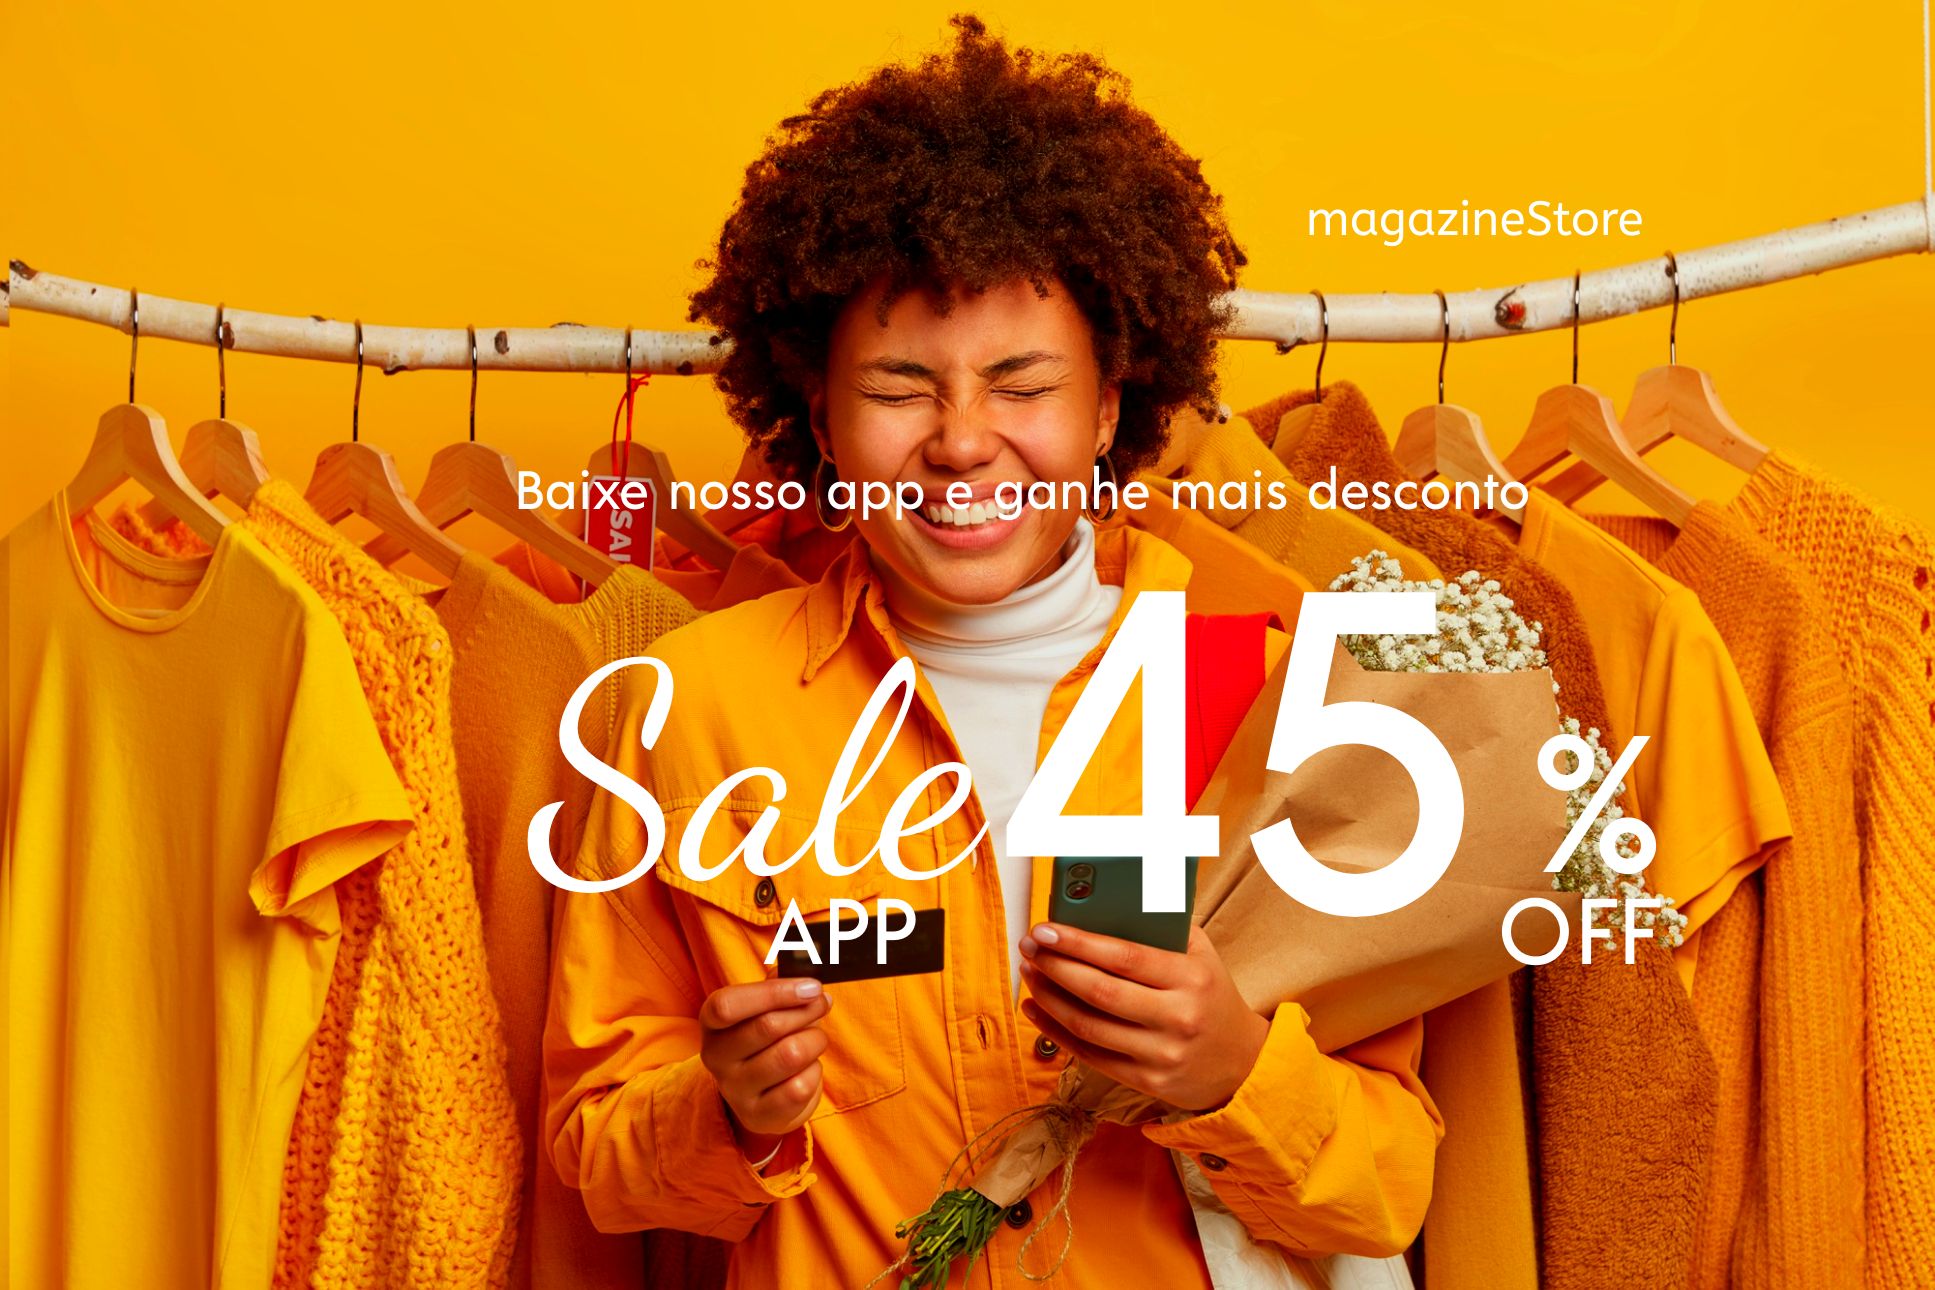 magazineStore
Baixe nosso app e ganhe mais desconto
Sale 45 %
APP OFF